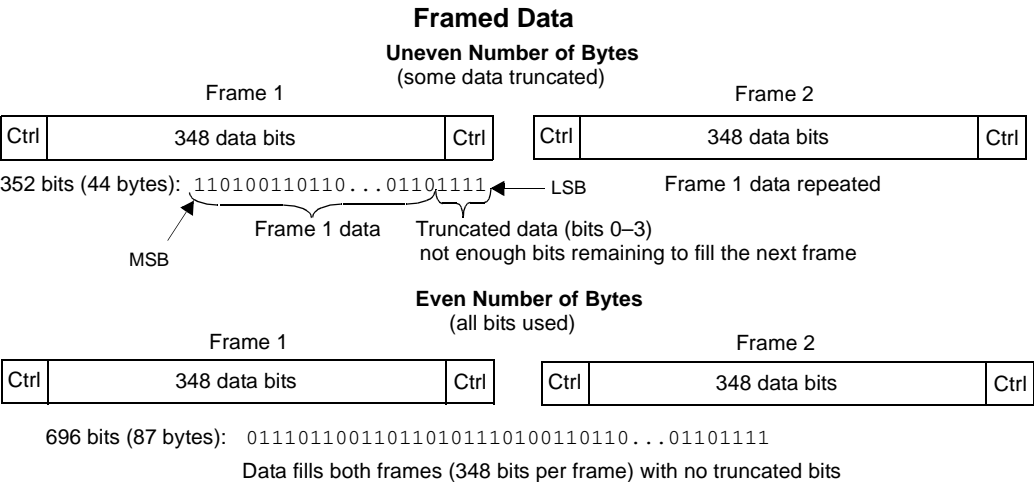 Framed Data
Uneven Number of Bytes
(some data truncated)
Frame 1
Frame 2
Ctrl 348 data bits Ctrl Ctrl 348 data bits Ctrl
352 bits (44 bytes): 110100110110...01101111 LSB Frame 1 data repeated
Frame 1 data Truncated data (bits 0–3)
not enough bits remaining to fill the next frame
MSB
Even Number of Bytes
(all bits used)
Frame 1
Frame 2
Ctrl 348 data bits Ctrl Ctrl 348 data bits Ctrl
696 bits (87 bytes): 01110110011011010111010011​0110...01101111
Data fills both frames (348 bits per frame) with no truncated bits